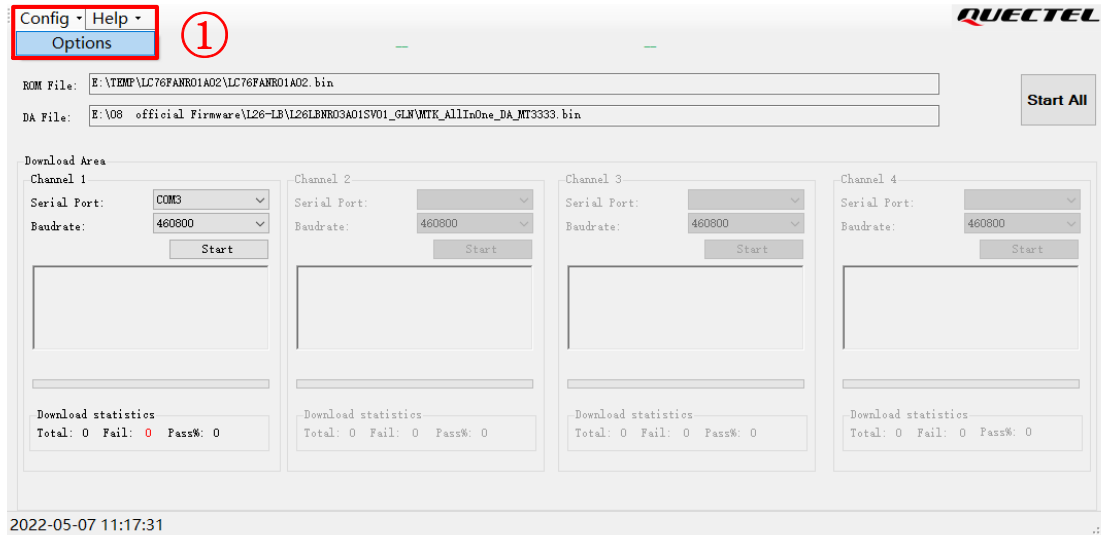 Config Help QUECTEL
Options ①
-- --
ROM File: E:\TEMP\LC76FANR01A02\LC76FANR01A02.bin
Start All
DA File: E:\08 official Firmware\L26-LB\L26LBNR03A01SV01_GLN\MTK_AllInOne_DA_MT3333.bin
Download Area
Channel 1 Channel 2 Channel 3 Channel 4
Serial Port: COM3 Serial Port: Serial Port: Serial Port:
Baudrate: 460800 Baudrate: 460800 Baudrate: 460800 Baudrate: 460800
Start Start Start Start
Download statistics Download statistics Download statistics Download statistics
Total: 0 Fail: 0 Pass%: 0 Total: 0 Fail: 0 Pass%: 0 Total: 0 Fail: 0 Pass%: 0 Total: 0 Fail: 0 Pass%: 0
2022-05-07 11:17:31